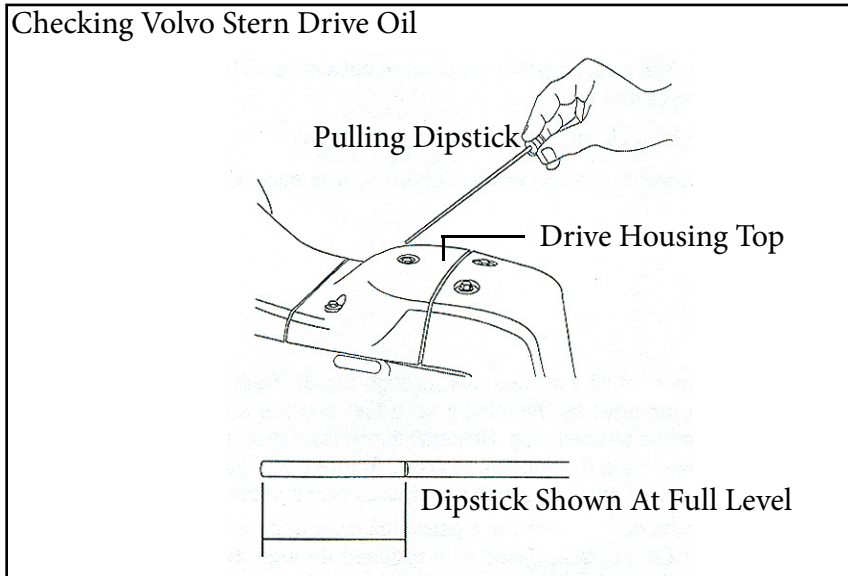 Checking Volvo Stern Drive Oil
Pulling Dipstick
Drive Housing Top
Dipstick Shown At Full Level